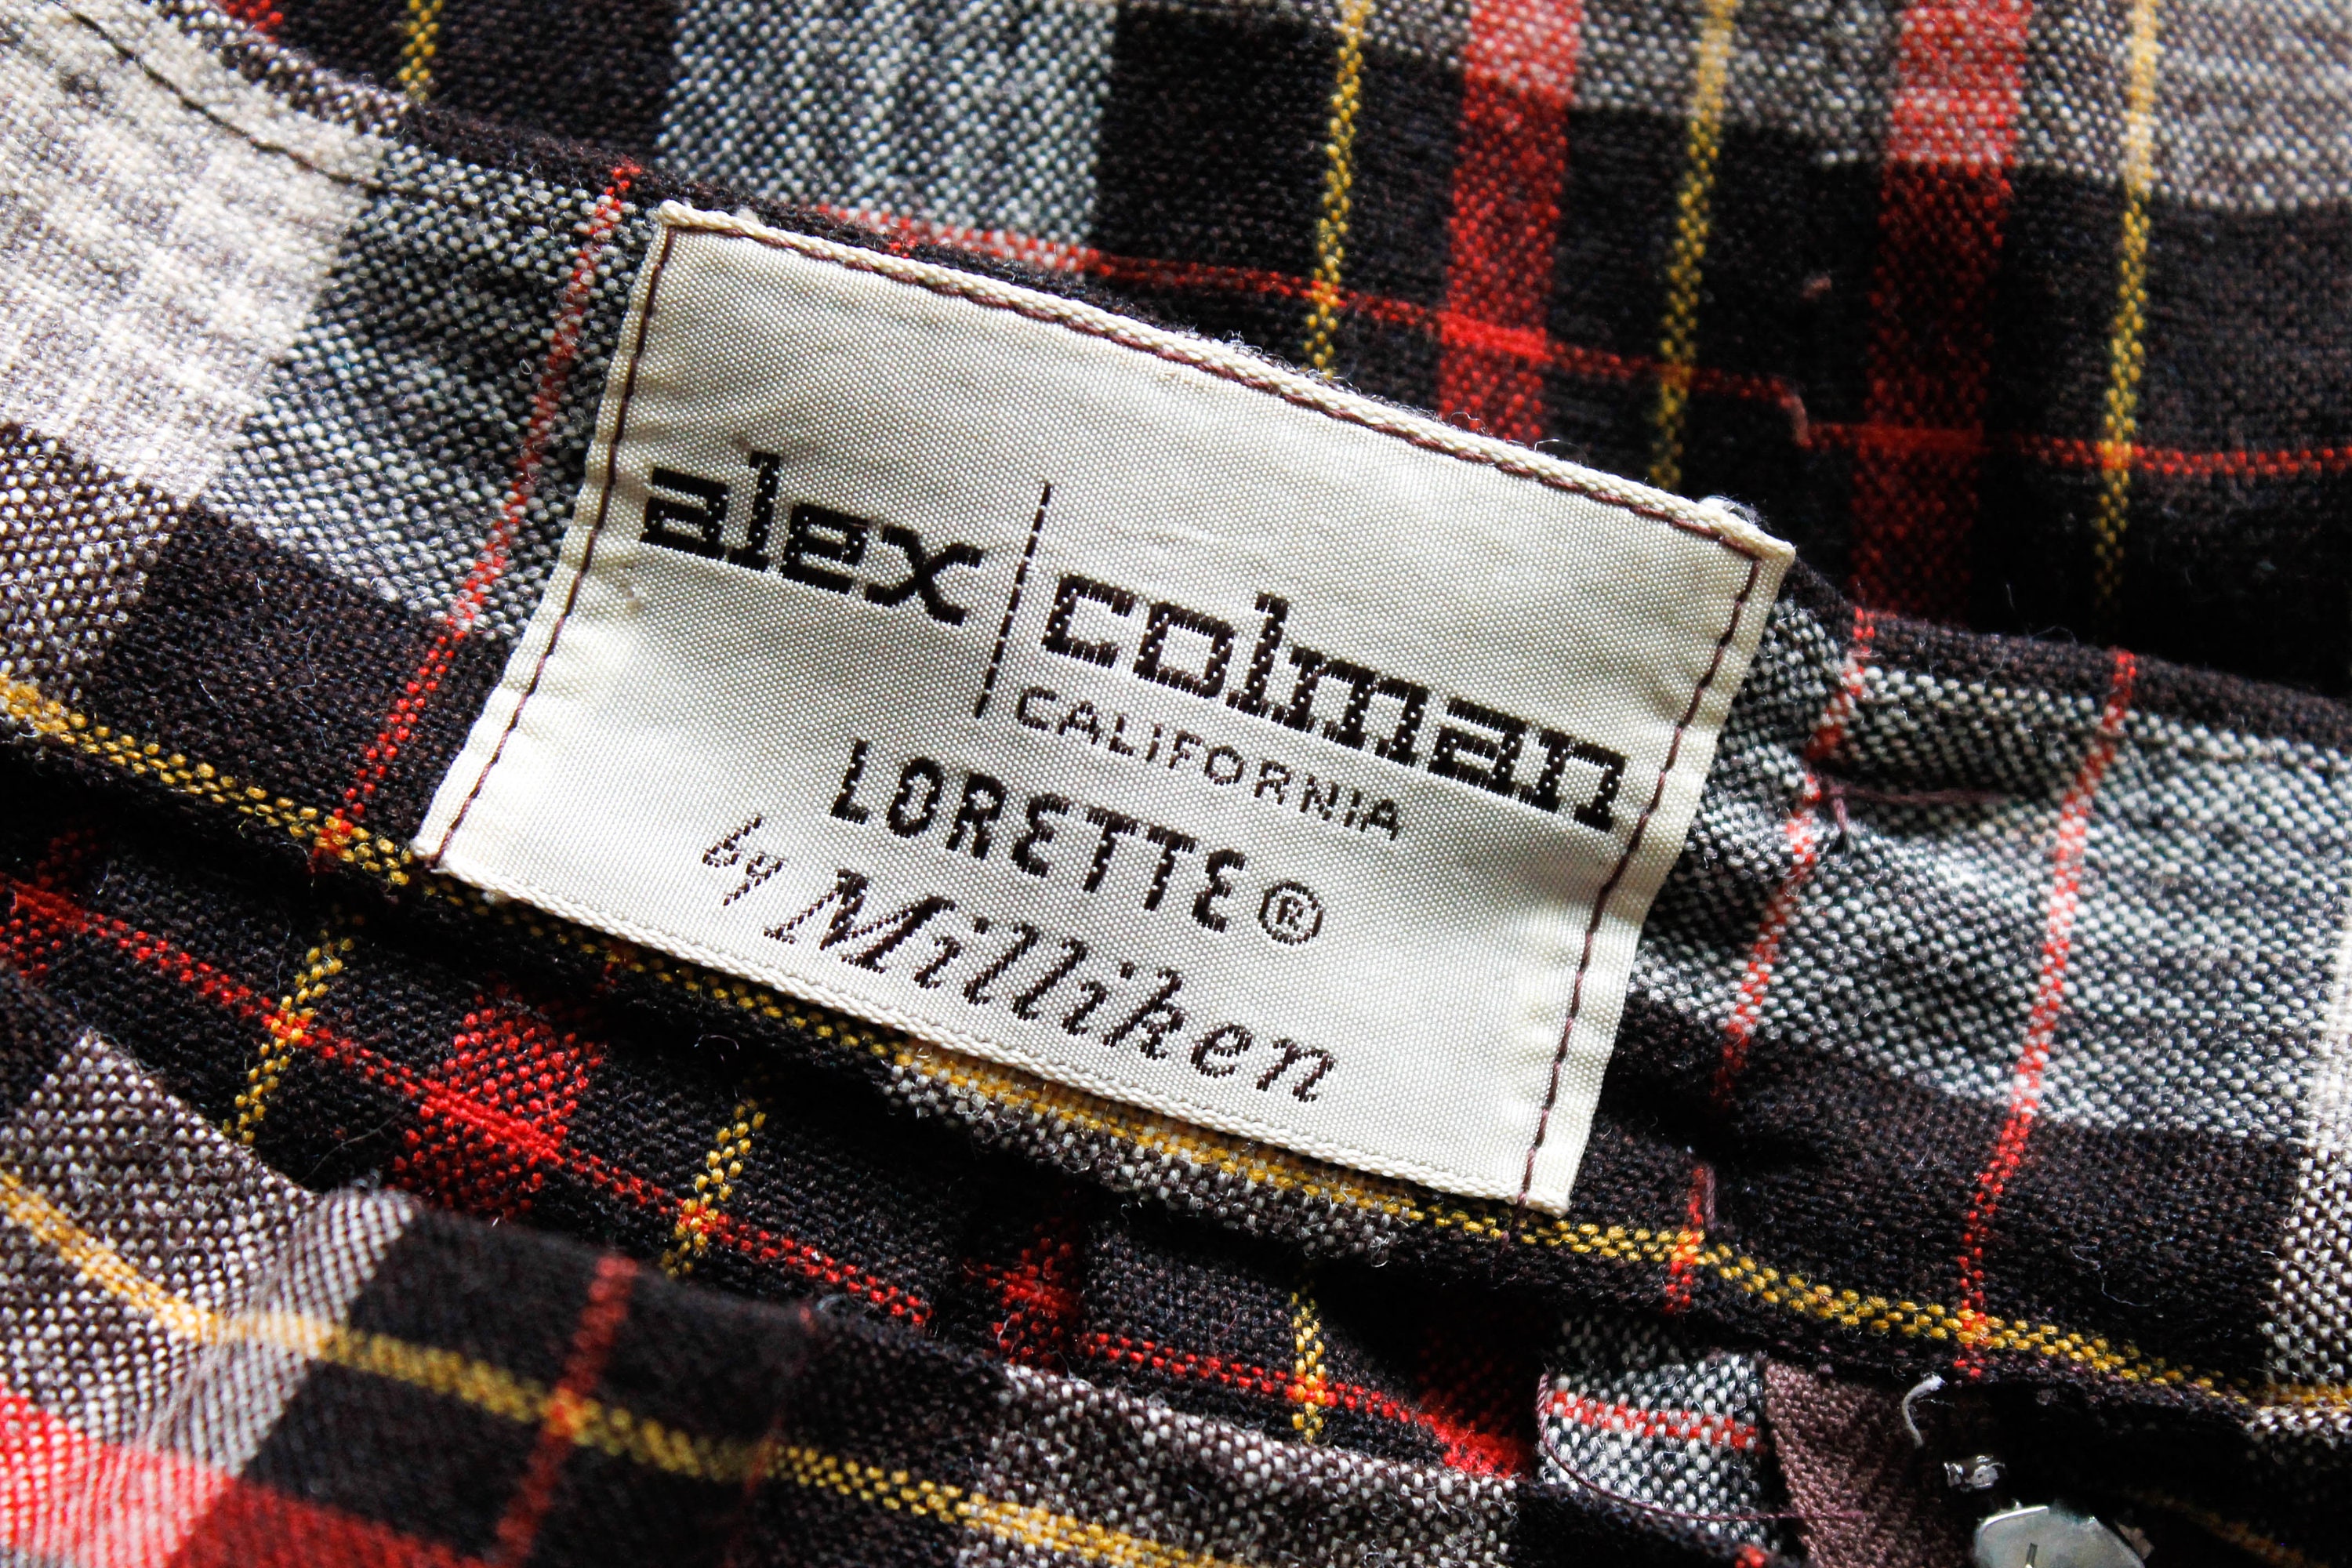 alex | colman
CALIFORNIA
LORETTE®
by Milliken